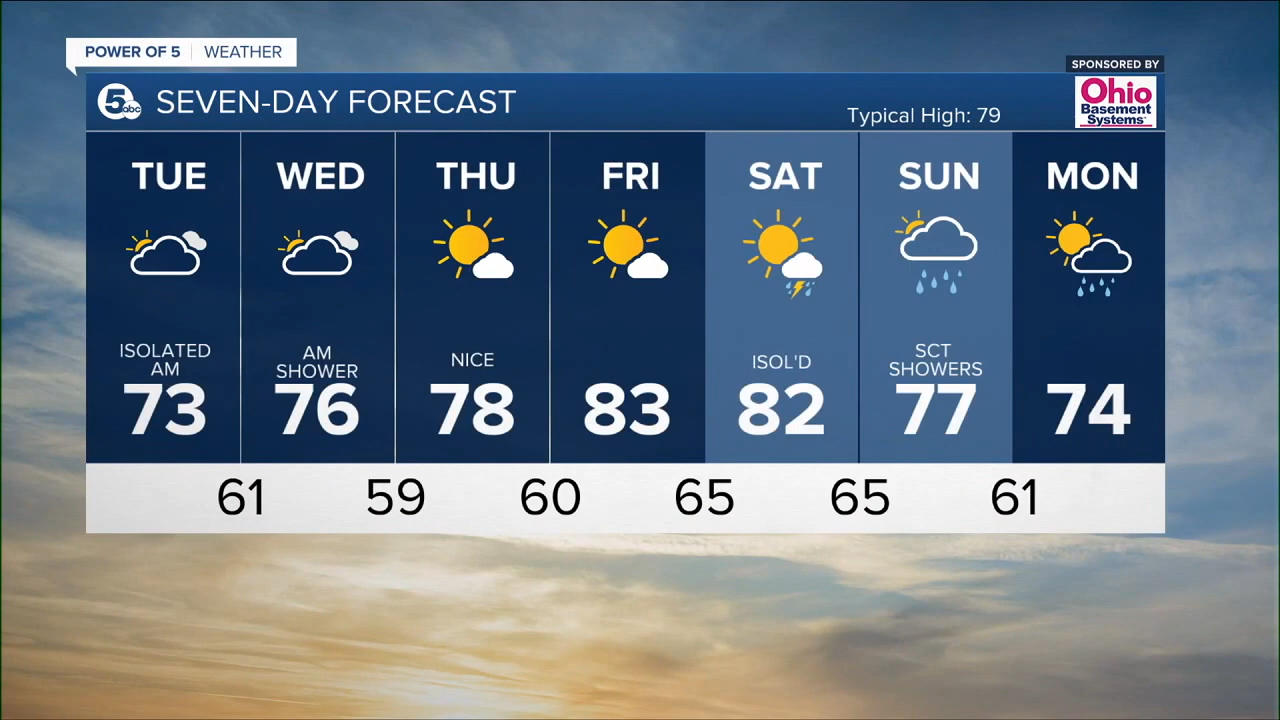 POWER OF 5 | WEATHER
SPONSORED BY
5 abc SEVEN-DAY FORECAST
Typical High: 79
Ohio
Basement
Systems
TUE WED THU FRI SAT SUN MON
ISOLATED
AM
AM
SHOWER
NICE
ISOL'D
SCT
SHOWERS
73 76 78 83 82 77 74
61 59 60 65 65 61